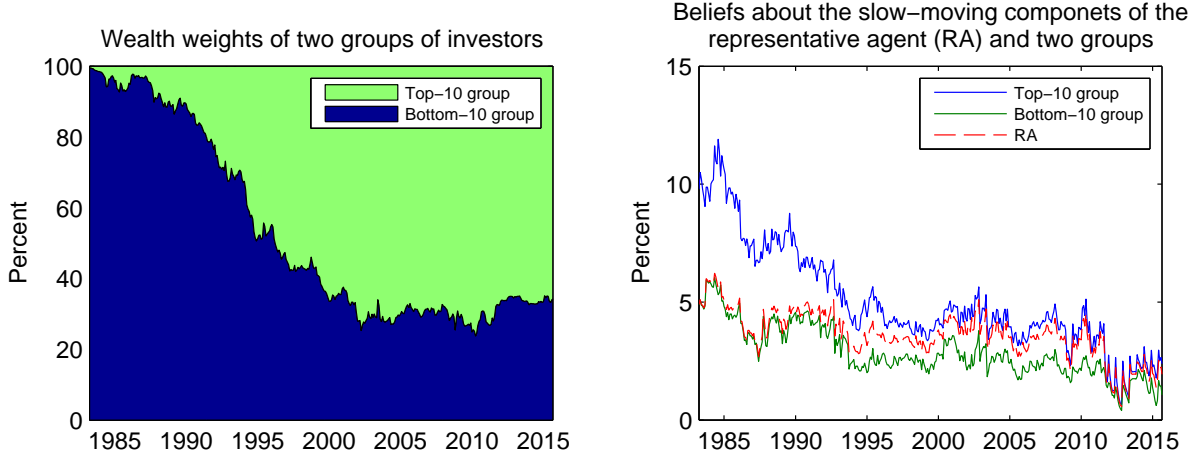 Wealth weights of two groups of investors
Percent
100
80
60
40
20
0
Top−10 group
Bottom−10 group
1985 1990 1995 2000 2005 2010 2015
Beliefs about the slow−moving componets of the
representative agent (RA) and two groups
Percent
15
10
5
0
Top−10 group
Bottom−10 group
RA
1985 1990 1995 2000 2005 2010 2015